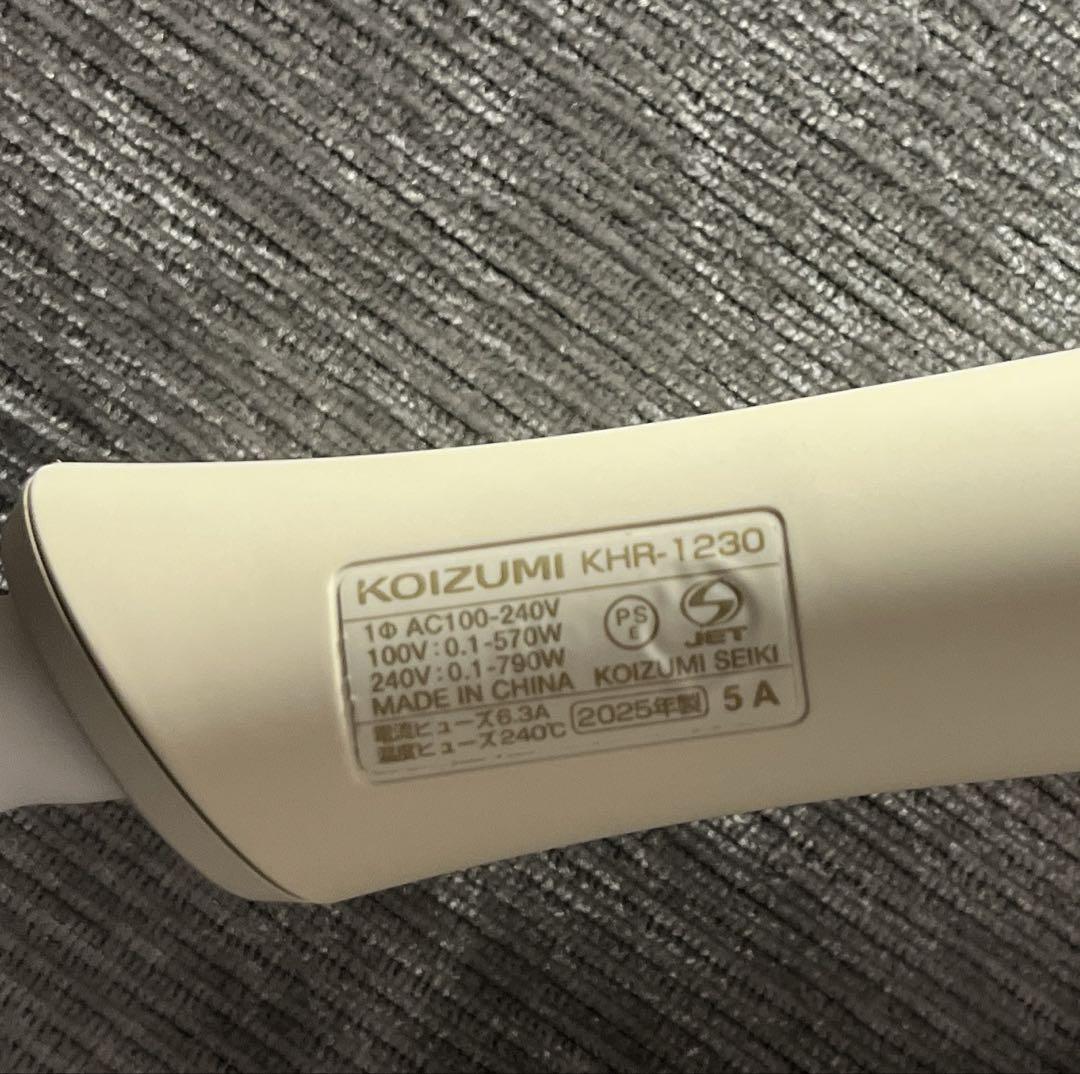 KOIZUMI KHR-1230
1Φ AC100-240V
100V:0.1-570W
240V:0.1-790W
MADE IN CHINA
PS
E
JET
KOIZUMI SEIKI
電流ヒューズ6.3A
温度ヒューズ240℃
2025年製 5 A